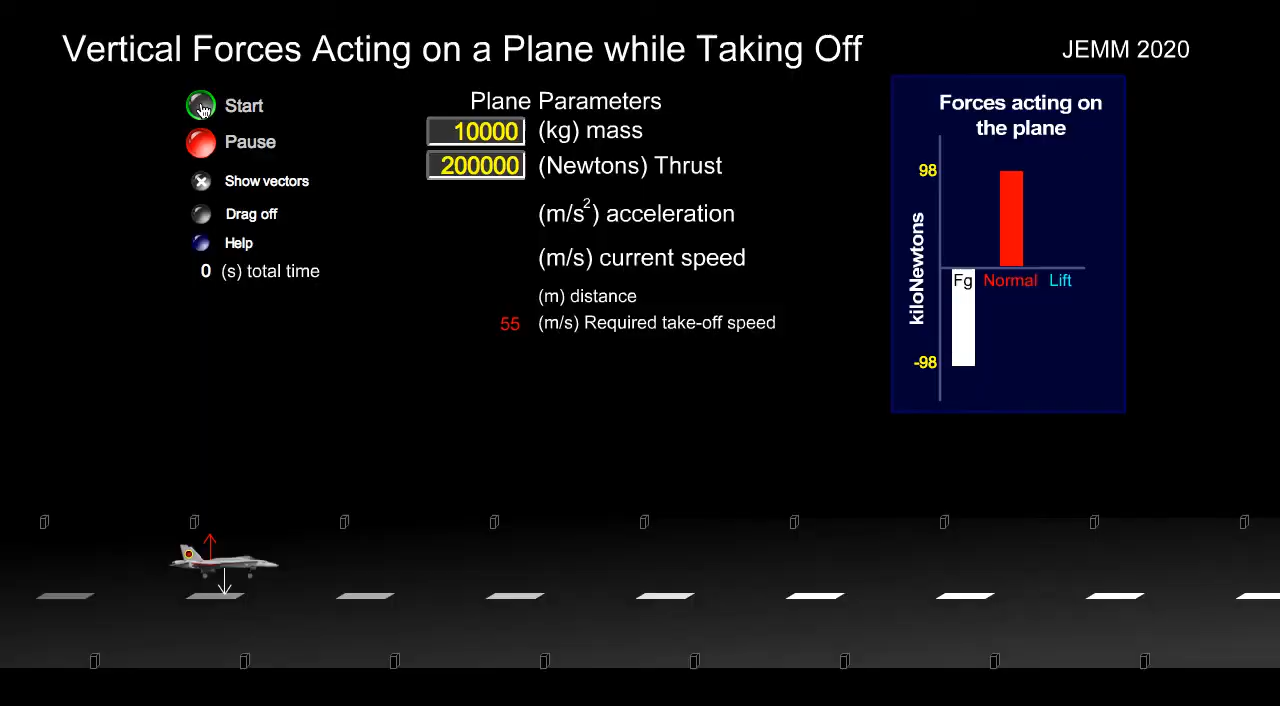 Vertical Forces Acting on a Plane while Taking Off
JEMM 2020
Start
Pause
Show vectors
Drag off
Help
0 (s) total time
Plane Parameters
10000 (kg) mass
200000 (Newtons) Thrust
(m/s²) acceleration
(m/s) current speed
(m) distance
55 (m/s) Required take-off speed
Forces acting on
the plane
98
kiloNewtons
Fg Normal Lift
-98